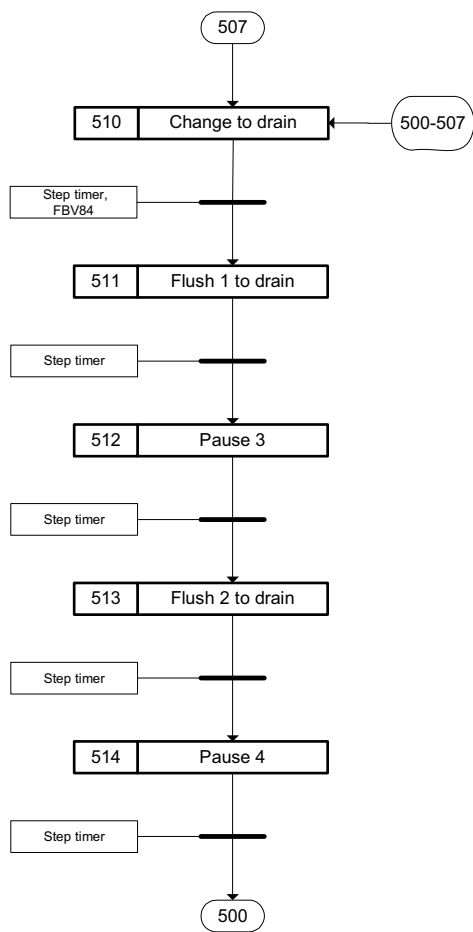 507
510 Change to drain
500-507
Step timer,
FBV84
511 Flush 1 to drain
Step timer
512 Pause 3
Step timer
513 Flush 2 to drain
Step timer
514 Pause 4
Step timer
500